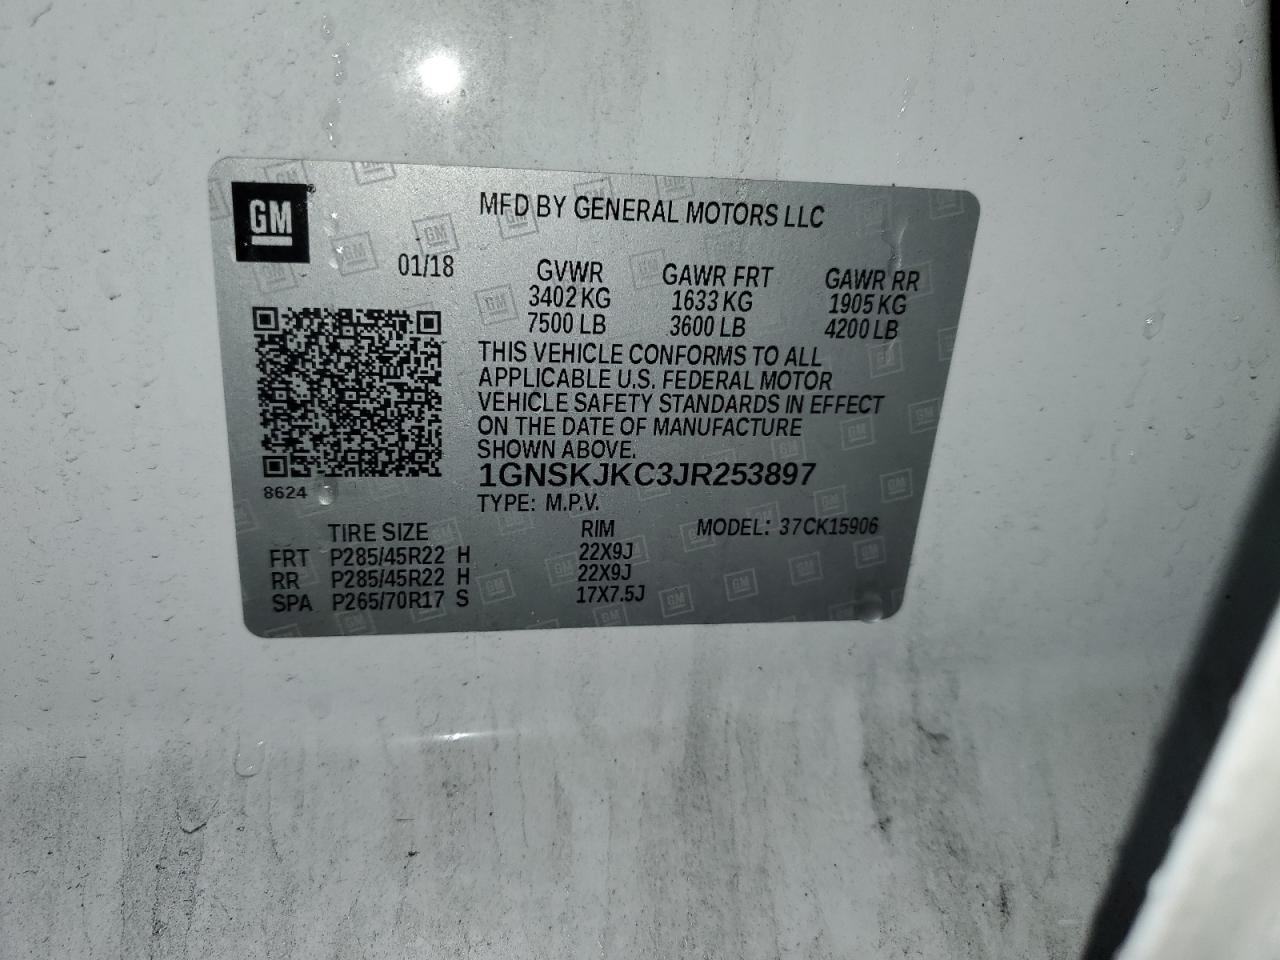 GM
MFD BY GENERAL MOTORS LLC
01/18
GVWR GAWR FRT GAWR RR
3402 KG 1633 KG 1905 KG
7500 LB 3600 LB 4200 LB
THIS VEHICLE CONFORMS TO ALL
APPLICABLE U.S. FEDERAL MOTOR
VEHICLE SAFETY STANDARDS IN EFFECT
ON THE DATE OF MANUFACTURE
SHOWN ABOVE.
1GNSKJKC3JR253897
8624
TYPE: M.P.V.
TIRE SIZE RIM MODEL: 37CK15906
FRT P285/45R22 H 22X9J
RR P285/45R22 H 22X9J
SPA P265/70R17 S 17X7.5J